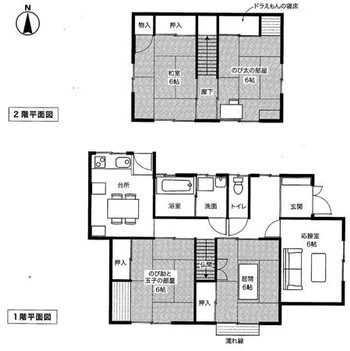 N
ドラえもんの寝床
物入
押入
和室
6帖
廊下
のび太の部屋
6帖
2階平面図
台所
浴室
洗面
トイレ
玄関
応接室
6帖
押入
のび助と
玉子の部屋
6帖
仏間
押入
居間
6帖
濡れ縁
1階平面図